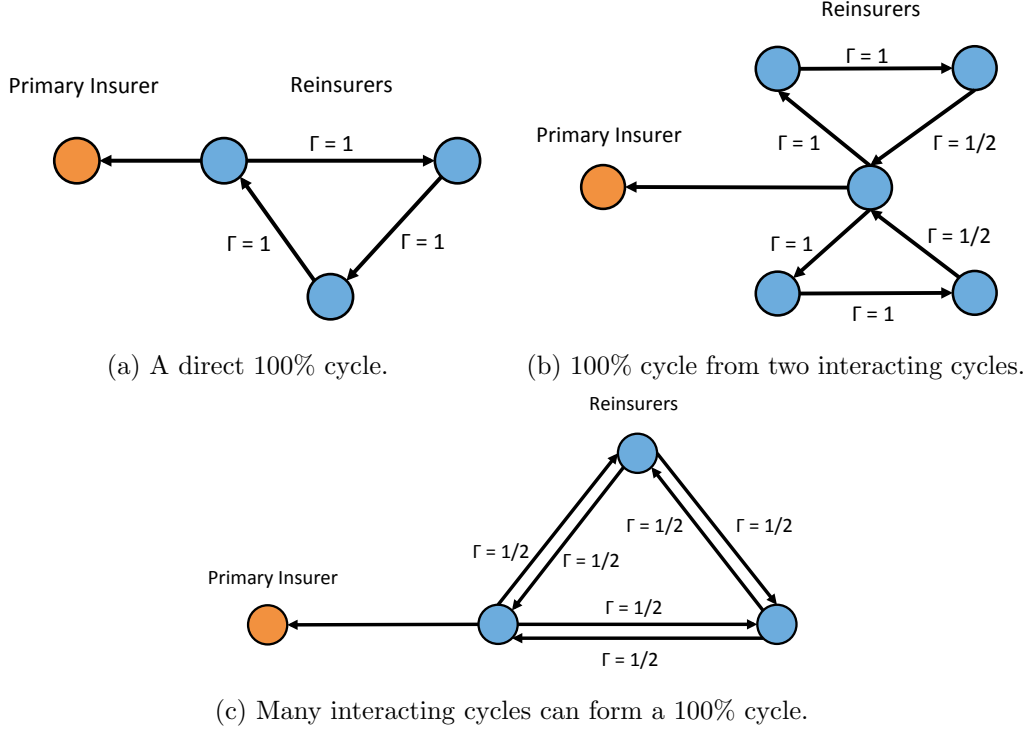 Primary Insurer
Reinsurers
Γ = 1
Γ = 1
Γ = 1
(a) A direct 100% cycle.
Reinsurers
Γ = 1
Primary Insurer
Γ = 1
Γ = 1/2
Γ = 1
Γ = 1/2
Γ = 1
(b) 100% cycle from two interacting cycles.
Reinsurers
Γ = 1/2
Γ = 1/2
Γ = 1/2
Γ = 1/2
Primary Insurer
Γ = 1/2
Γ = 1/2
(c) Many interacting cycles can form a 100% cycle.